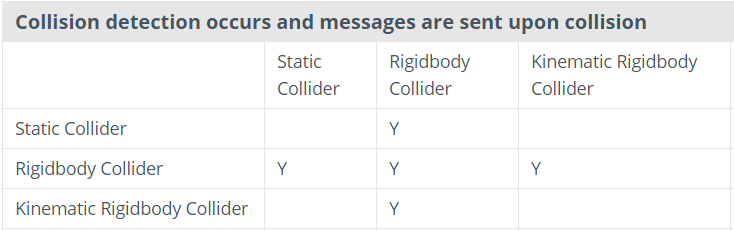 Collision detection occurs and messages are sent upon collision
Static Collider Rigidbody Collider Kinematic Rigidbody Collider
Static Collider Y
Rigidbody Collider Y Y Y
Kinematic Rigidbody Collider Y